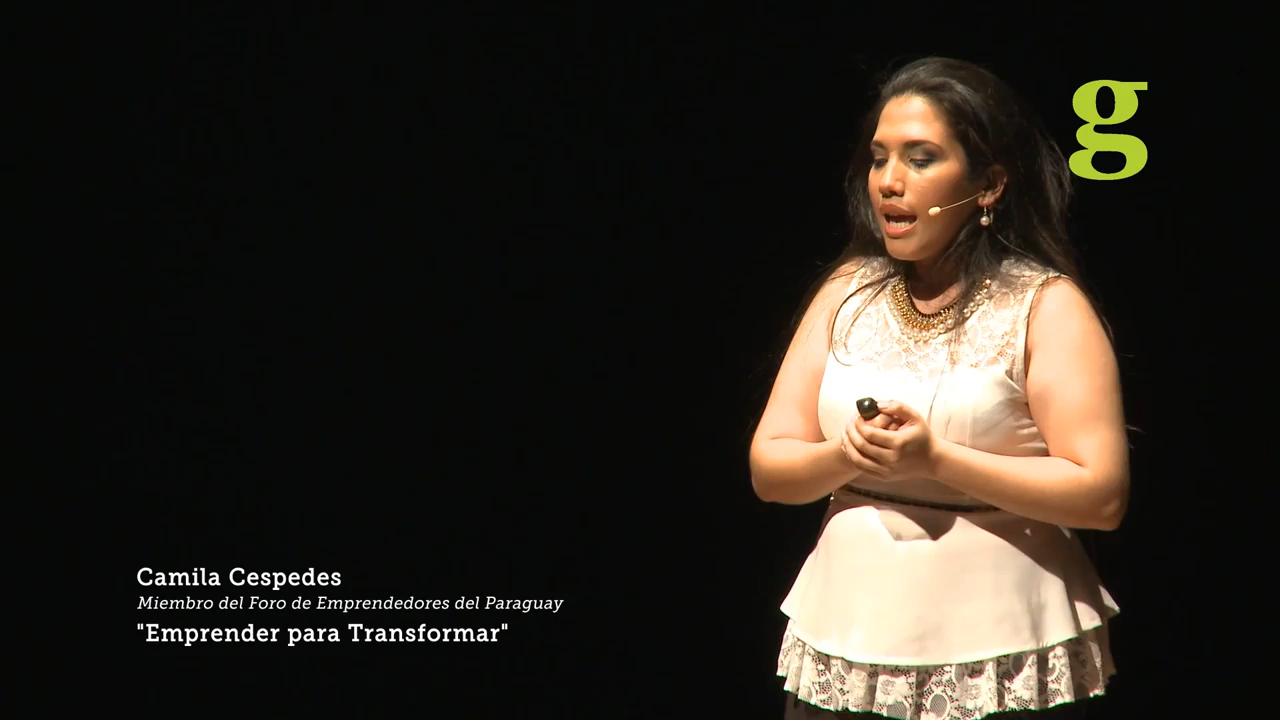 g
Camila Cespedes
Miembro del Foro de Emprendedores del Paraguay
"Emprender para Transformar"